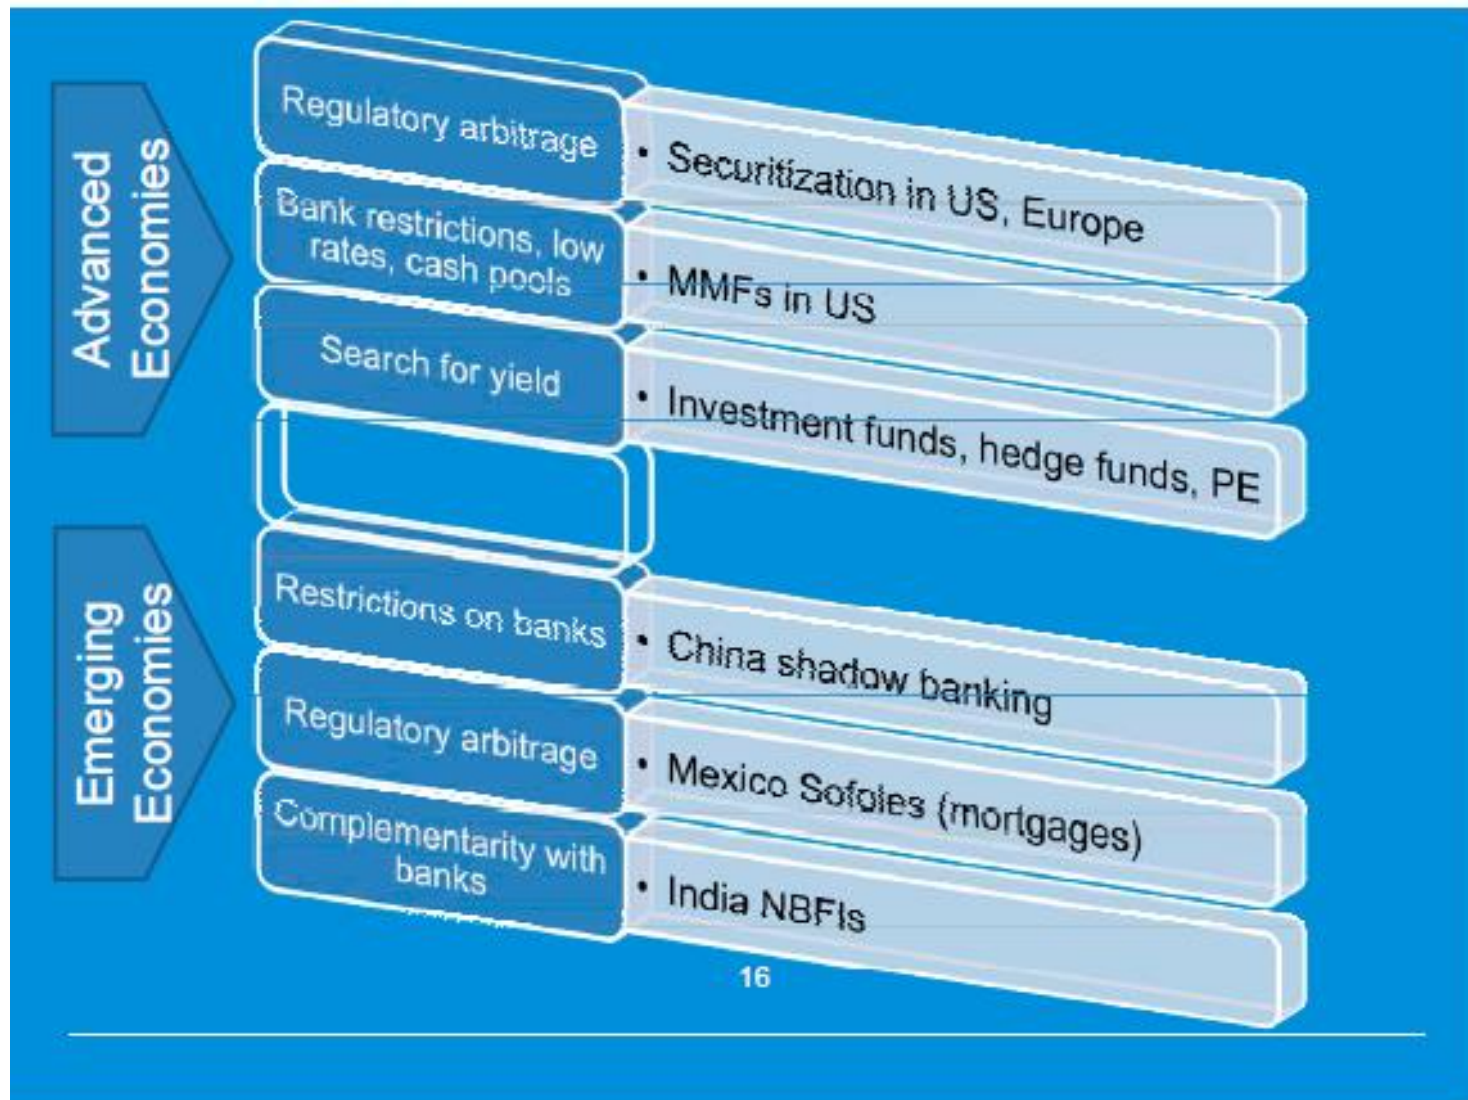 Advanced
Economies
Regulatory arbitrage
• Securitization in US, Europe
Bank restrictions, low
rates, cash pools
• MMFs in US
Search for yield
• Investment funds, hedge funds, PE
Emerging
Economies
Restrictions on banks
• China shadow banking
Regulatory arbitrage
• Mexico Sofoles (mortgages)
Complementarity with
banks
• India NBFIs
16